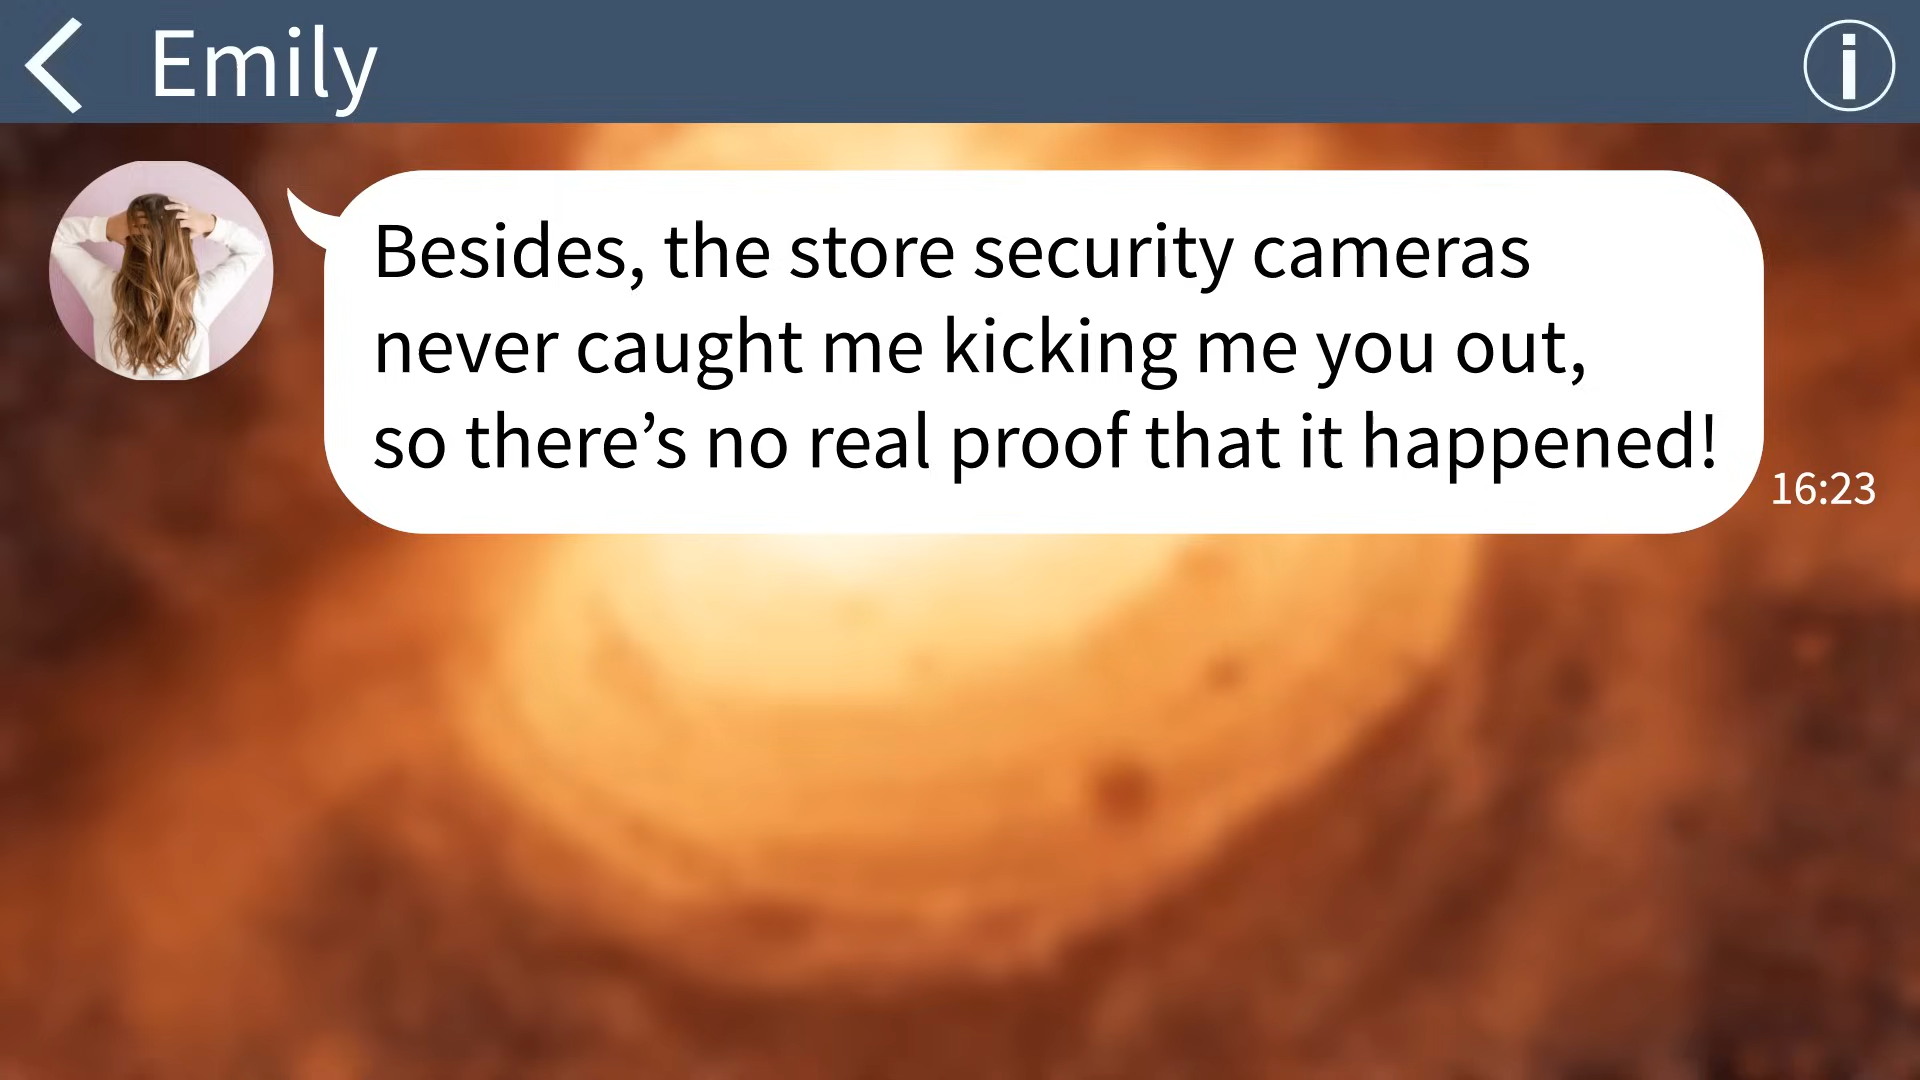 Emily
Besides, the store security cameras
never caught me kicking me you out,
so there’s no real proof that it happened!
16:23